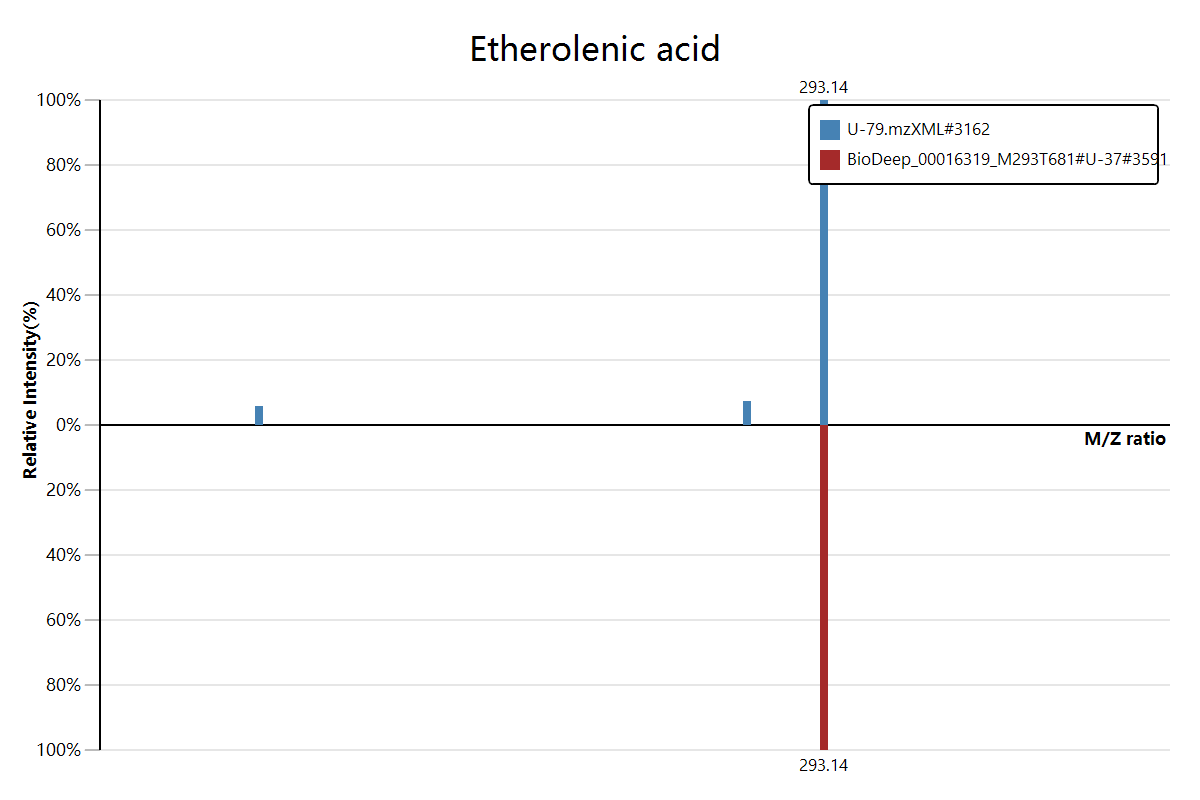 Etherolenic acid
293.14
100%
U-79.mzXML#3162
BioDeep_00016319_M293T681#U-37#3591
80%
60%
40%
20%
0%
M/Z ratio
Relative Intensity(%)
20%
40%
60%
80%
100%
293.14